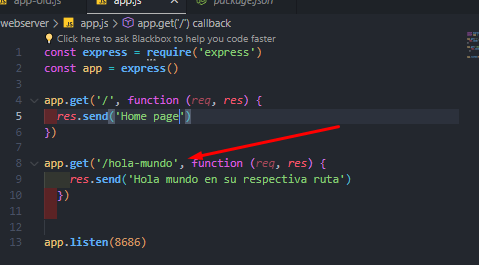 app-old.js
app.js
package.json
webserver > JS app.js > app.get('/') callback
Click here to ask Blackbox to help you code faster
1 const express = require('express')
2 const app = express()
3
4 app.get('/', function (req, res) {
5 res.send('Home page')
6 })
7
8 app.get('/hola-mundo', function (req, res) {
9 res.send('Hola mundo en su respectiva ruta')
10 })
11
12
13 app.listen(8686)